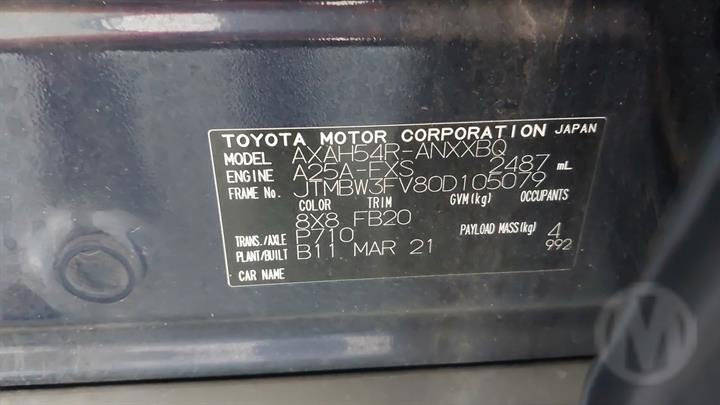 TOYOTA MOTOR CORPORATION JAPAN
MODEL AXAH54R-ANXXBQ
ENGINE A25A-FXS 2487 mL
FRAME No. JTMBW3FV80D105079
COLOR TRIM GVM(kg) OCCUPANTS
8X8 FB20
TRANS./AXLE P710 PAYLOAD MASS(kg) 4
PLANT/BUILT B11 MAR 21 992
CAR NAME
M